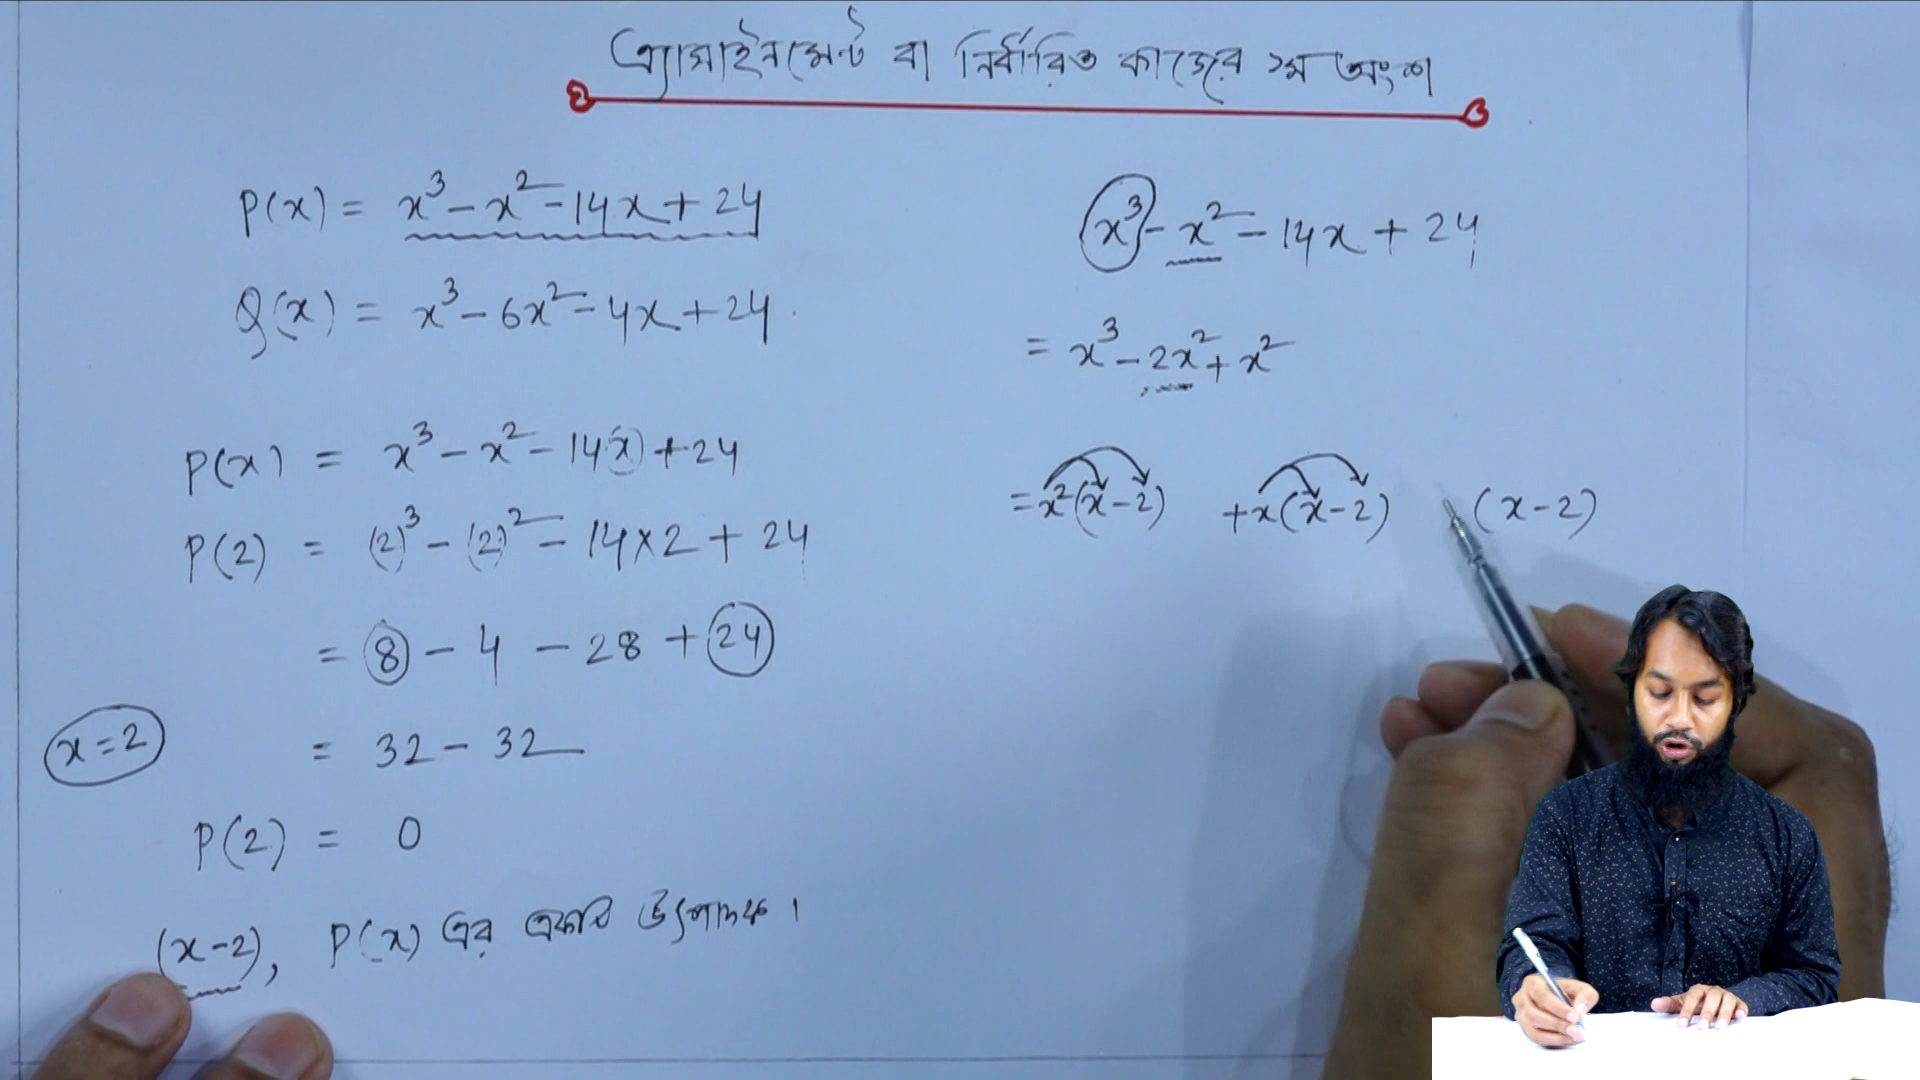 এ্যাসাইনমেন্ট বা নির্ধারিত কাজের ১ম অংশ
P(x) = x³ - x² - 14x + 24
Q(x) = x³ - 6x² - 4x + 24
P(x) = x³ - x² - 14x + 24
P(2) = (2)³ - (2)² - 14×2 + 24
= 8 - 4 - 28 + 24
x = 2
= 32 - 32
P(2) = 0
(x-2), P(x) এর একটি উৎপাদক।
x³ - x² - 14x + 24
= x³ - 2x² + x²
= x²(x-2) + x(x-2) (x-2)